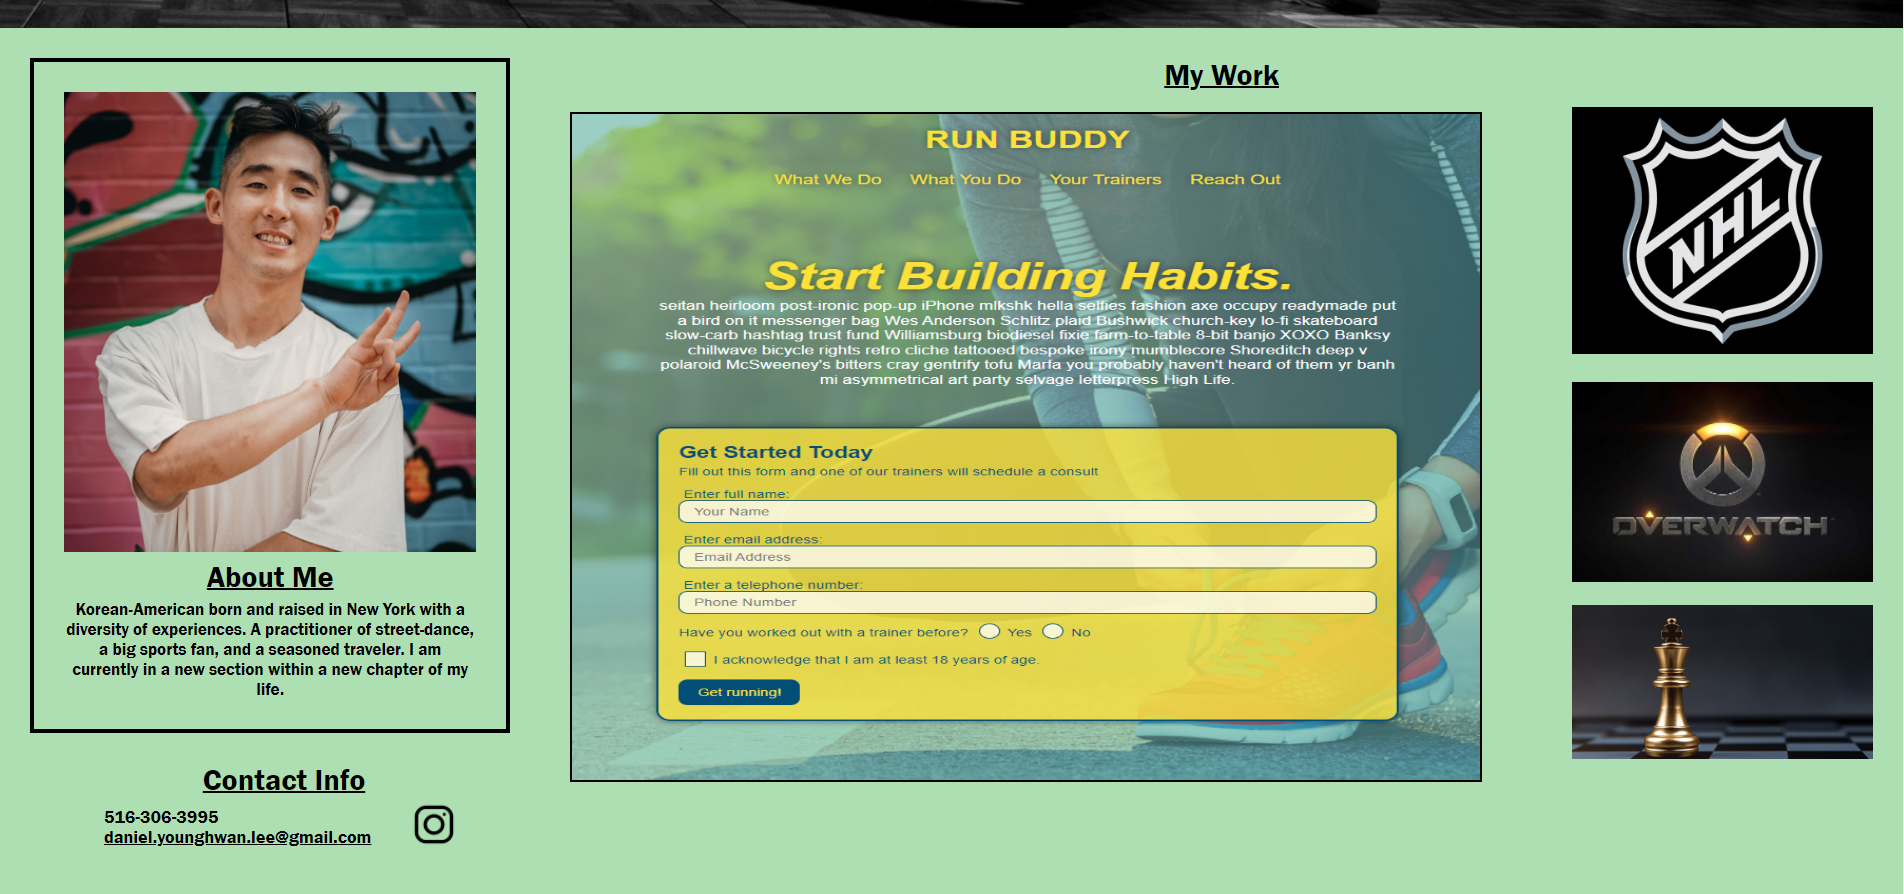 About Me
Korean-American born and raised in New York with a
diversity of experiences. A practitioner of street-dance,
a big sports fan, and a seasoned traveler. I am
currently in a new section within a new chapter of my
life.
Contact Info
516-306-3995
daniel.younghwan.lee@gmail.com
My Work
RUN BUDDY
What We Do What You Do Your Trainers Reach Out
Start Building Habits.
seitan heirloom post-ironic pop-up iPhone mlkshk hella selfies fashion axe occupy readymade put
a bird on it messenger bag Wes Anderson Schlitz plaid Bushwick church-key lo-fi skateboard
slow-carb hashtag trust fund Williamsburg biodiesel fixie farm-to-table 8-bit banjo XOXO Banksy
chillwave bicycle rights retro cliche tattooed bespoke irony mumblecore Shoreditch deep v
polaroid McSweeney's bitters cray gentrify tofu Marfa you probably haven't heard of them yr banh
mi asymmetrical art party selvage letterpress High Life.
Get Started Today
Fill out this form and one of our trainers will schedule a consult
Enter full name:
Your Name
Enter email address:
Email Address
Enter a telephone number:
Phone Number
Have you worked out with a trainer before? Yes No
I acknowledge that I am at least 18 years of age.
Get running!
NHL
OVERWATCH